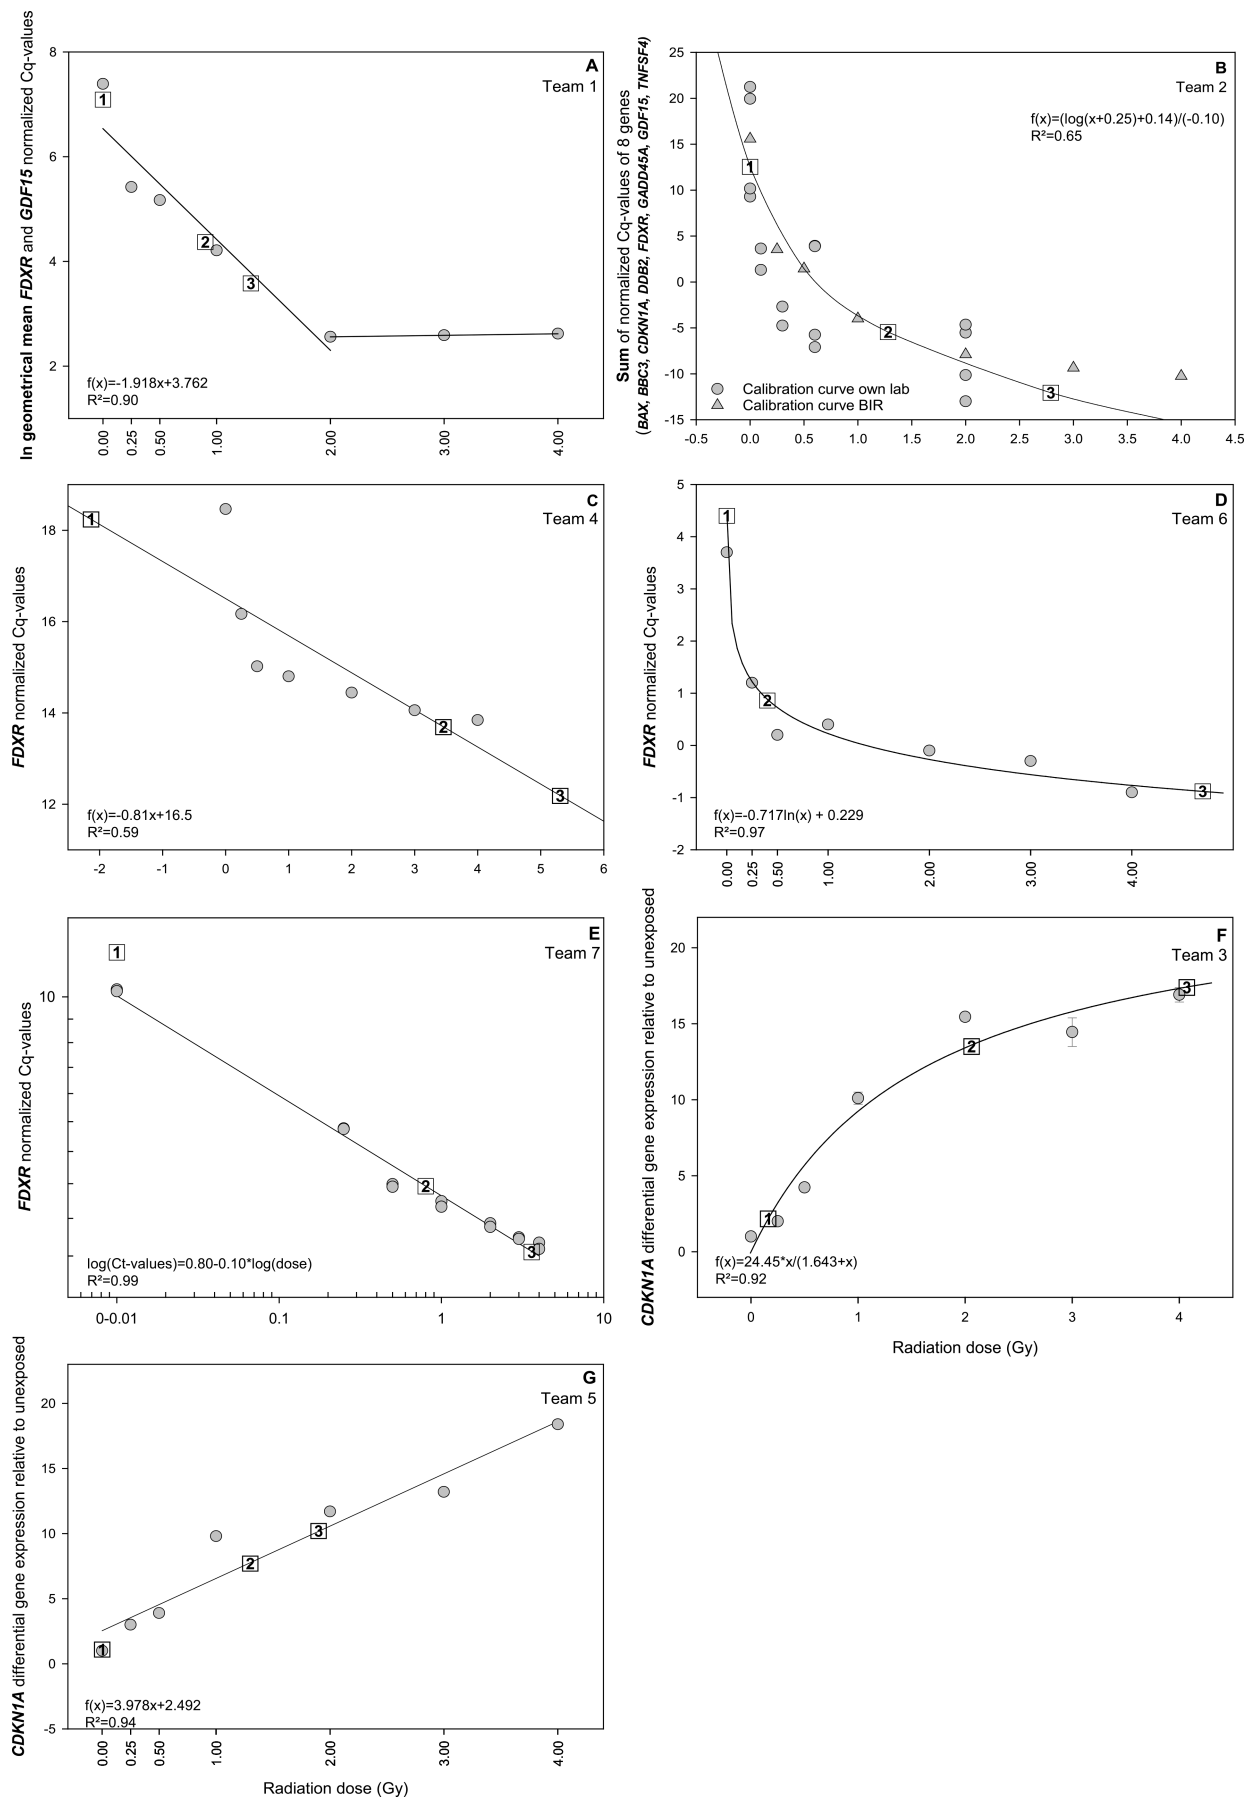 A
Team 1
ln geometrical mean FDXR and GDF15 normalized Cq-values
8
6
4
2
1
2
3
f(x)=-1.918x+3.762
R²=0.90
0.00
0.25
0.50
1.00
2.00
3.00
4.00
B
Team 2
Sum of normalized Cq-values of 8 genes
(BAX, BBC3, CDKN1A, DDB2, FDXR, GADD45A, GDF15, TNFSF4)
25
20
15
10
5
0
-5
-10
-15
f(x)=(log(x+0.25)+0.14)/(-0.10)
R²=0.65
1
2
3
Calibration curve own lab
Calibration curve BIR
-0.5 0.0 0.5 1.0 1.5 2.0 2.5 3.0 3.5 4.0 4.5
C
Team 4
FDXR normalized Cq-values
18
16
14
12
1
2
3
f(x)=-0.81x+16.5
R²=0.59
-2 -1 0 1 2 3 4 5 6
D
Team 6
FDXR normalized Cq-values
5
4
3
2
1
0
-1
-2
1
2
3
f(x)=-0.717ln(x) + 0.229
R²=0.97
0.00
0.25
0.50
1.00
2.00
3.00
4.00
E
Team 7
FDXR normalized Cq-values
10
1
2
3
log(Ct-values)=0.80-0.10*log(dose)
R²=0.99
0-0.01 0.1 1 10
F
Team 3
CDKN1A differential gene expression relative to unexposed
20
15
10
5
0
1
2
3
f(x)=24.45*x/(1.643+x)
R²=0.92
0 1 2 3 4
Radiation dose (Gy)
G
Team 5
CDKN1A differential gene expression relative to unexposed
20
15
10
5
0
-5
1
2
3
f(x)=3.978x+2.492
R²=0.94
0.00
0.25
0.50
1.00
2.00
3.00
4.00
Radiation dose (Gy)